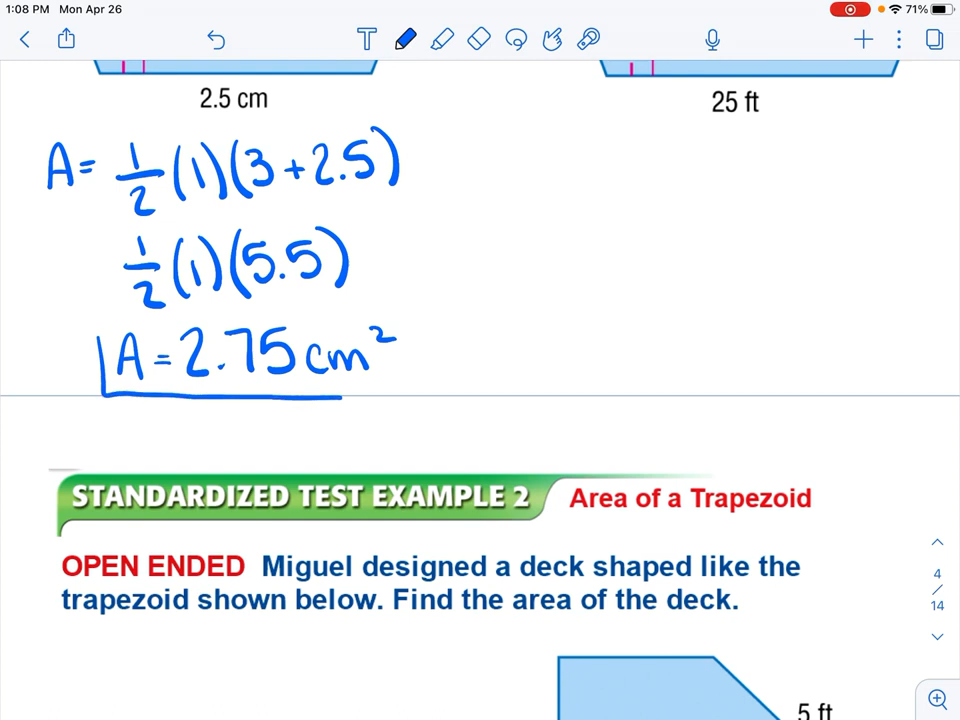 1:08 PM Mon Apr 26
71%
2.5 cm
25 ft
A = 1/2 (1)(3 + 2.5)
1/2 (1)(5.5)
A = 2.75 cm²
STANDARDIZED TEST EXAMPLE 2 Area of a Trapezoid
OPEN ENDED Miguel designed a deck shaped like the
trapezoid shown below. Find the area of the deck.
4
/
14
5 ft